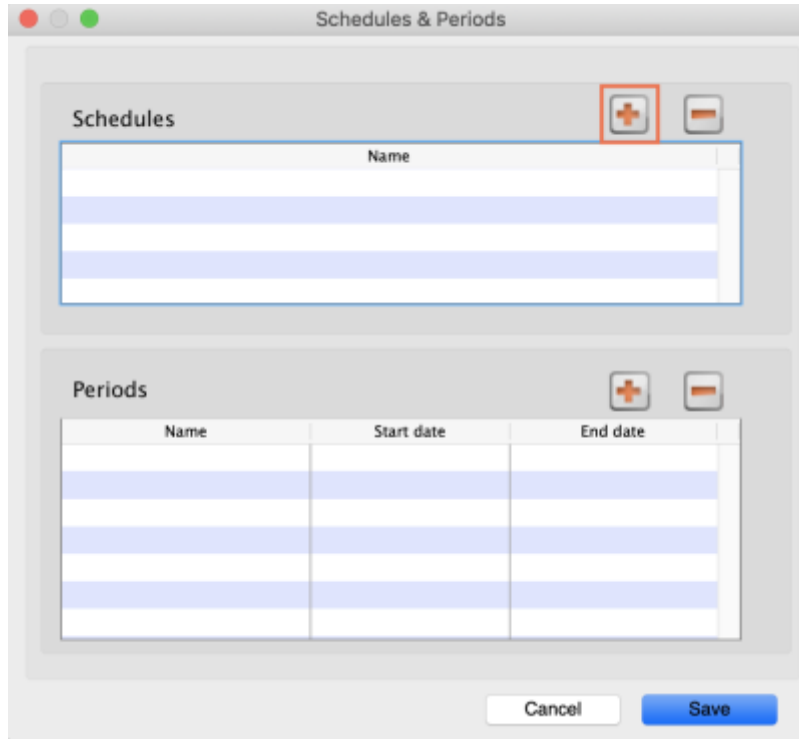 Schedules & Periods
Schedules
Name
Periods
Name Start date End date
Cancel Save